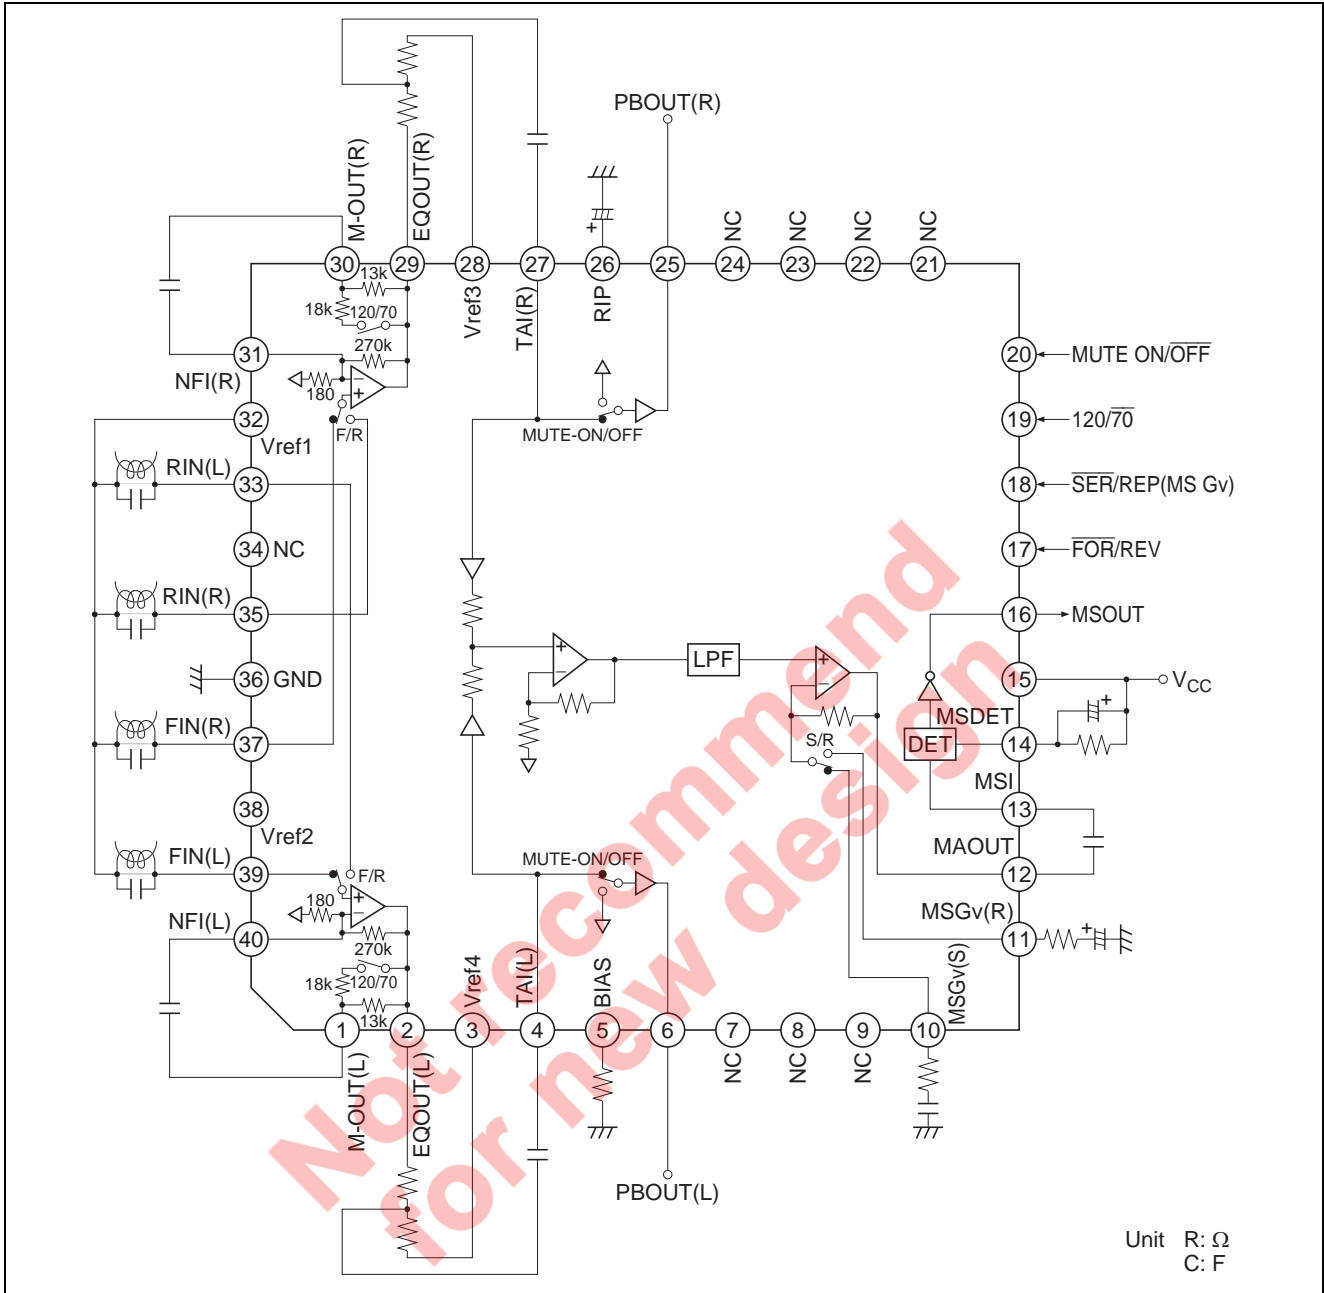 PBOUT(R)
M-OUT(R)
EQOUT(R)
NC
NC
NC
NC
30
29
28
27
26
25
24
23
22
21
13k
18k
120/70
270k
180
F/R
Vref3
TAI(R)
RIP
+
31
NFI(R)
32
Vref1
RIN(L)
33
34
NC
RIN(R)
35
36
GND
FIN(R)
37
38
Vref2
FIN(L)
39
NFI(L)
40
MUTE-ON/OFF
20
MUTE ON/OFF
19
120/70
18
SER/REP(MS Gv)
17
FOR/REV
16
MSOUT
15
VCC
MSDET
DET
14
+
MSI
13
MAOUT
12
MSGv(R)
11
+
MSGv(S)
LPF
S/R
+
−
+
−
−
+
F/R
180
+
−
270k
120/70
18k
13k
Vref4
TAI(L)
MUTE-ON/OFF
BIAS
1
2
3
4
5
6
7
8
9
10
M-OUT(L)
EQOUT(L)
NC
NC
NC
PBOUT(L)
Not recommend
for new design
Unit R: Ω
C: F